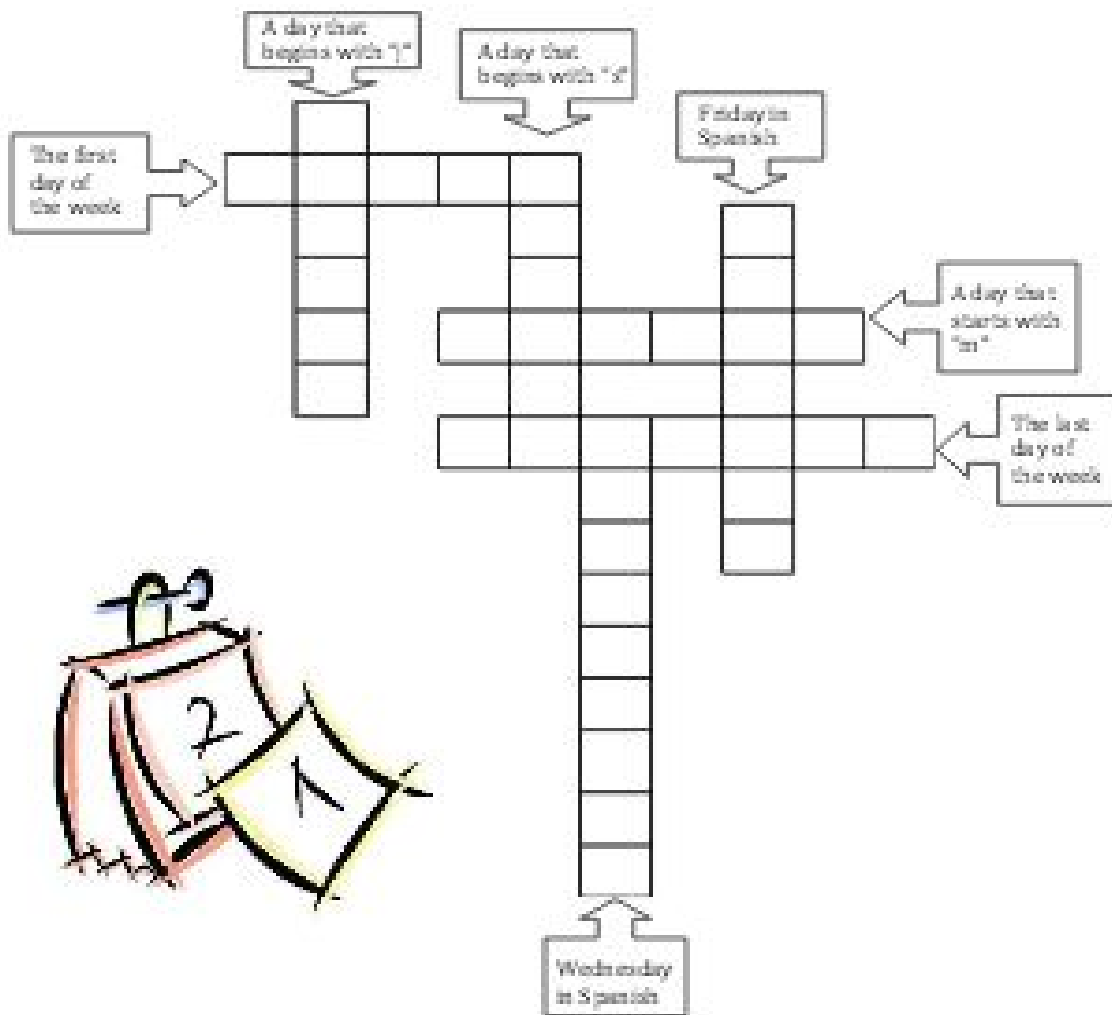 A day that
begins with "j"
A day that
begins with "s"
Friday in
Spanish
The first
day of
the week
A day that
starts with
"m"
The last
day of
the week
2
1
Wednesday
in Spanish